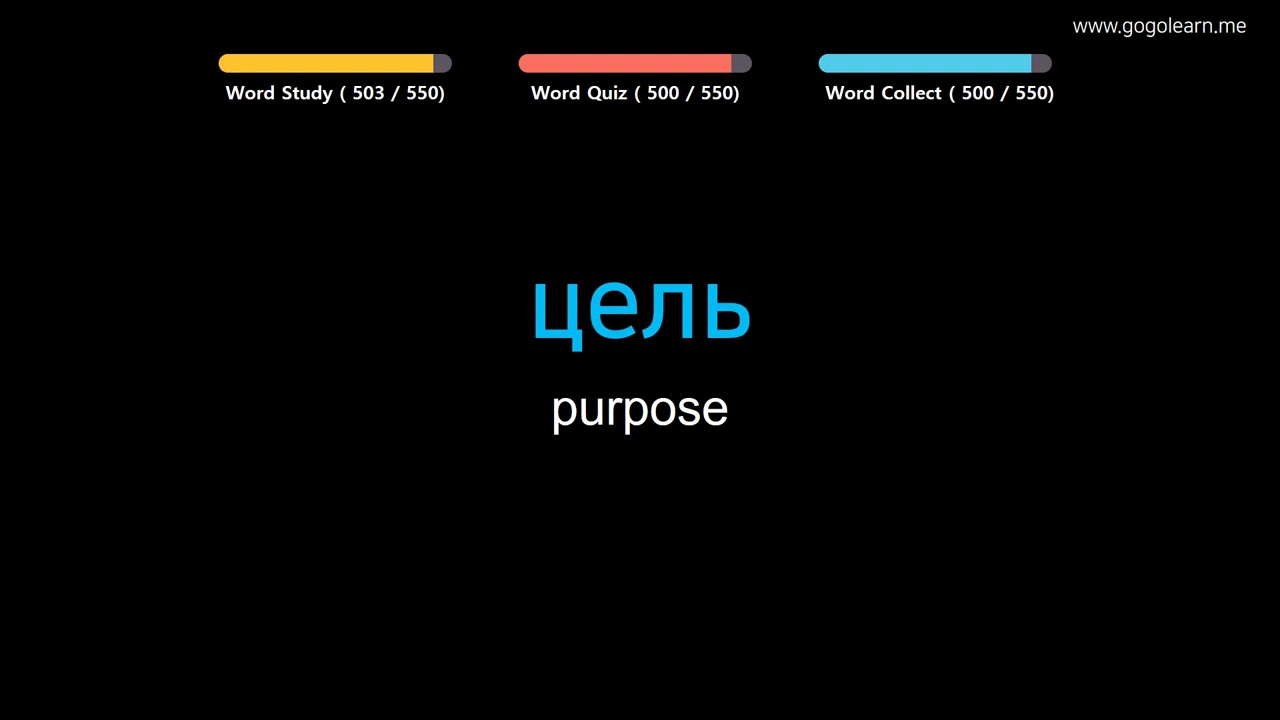 www.gogolearn.me
Word Study ( 503 / 550) Word Quiz ( 500 / 550) Word Collect ( 500 / 550)
цель
purpose